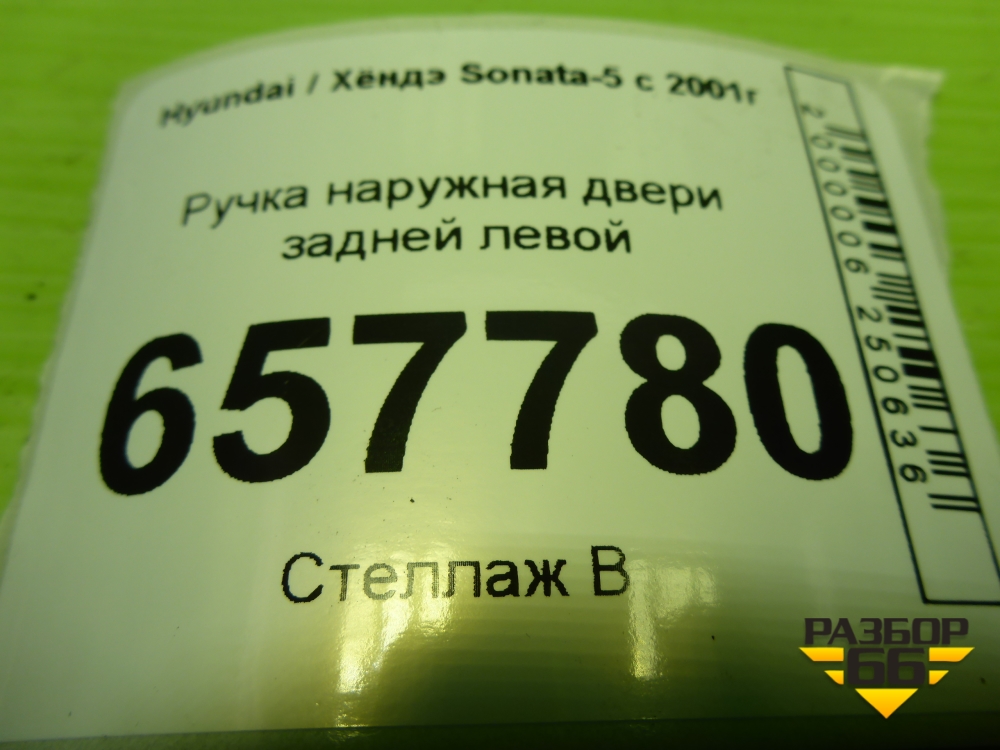 Hyundai / Хёндэ Sonata-5 с 2001г
Ручка наружная двери
задней левой
657780
Стеллаж В
2000006250636
РАЗБОР
66